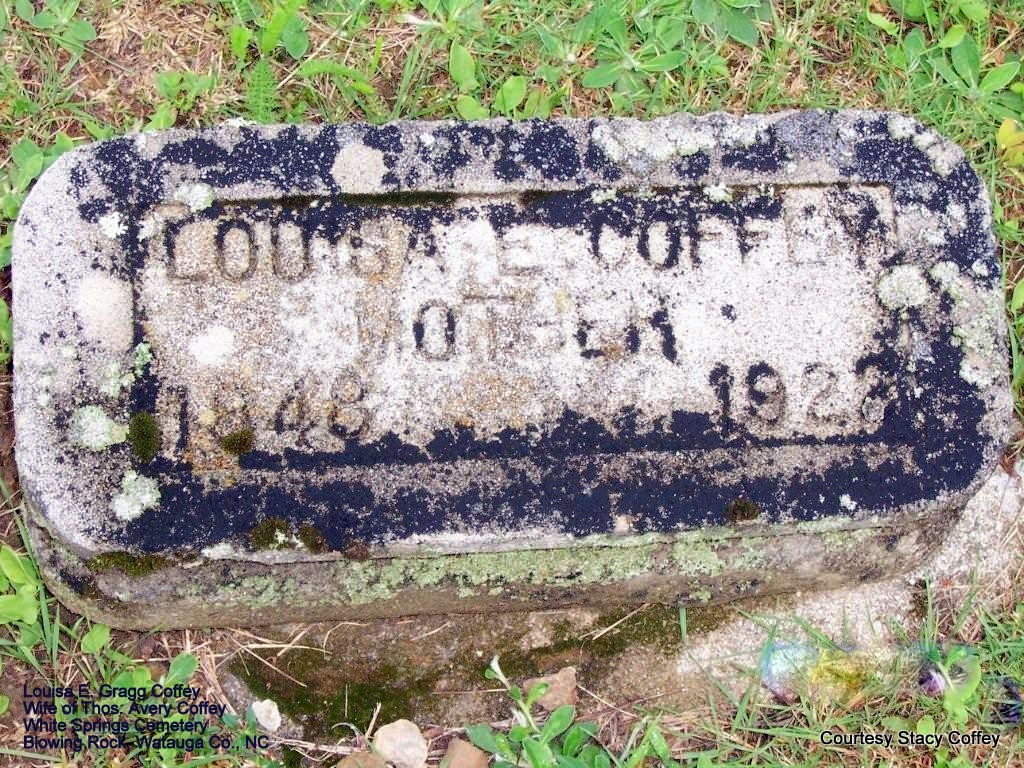 LOUISA E. COFFEY
MOTHER
1848 1922
Louisa E. Gragg Coffey
Wife of Thos. Avery Coffey
White Springs Cemetery
Blowing Rock, Watauga Co., NC
Courtesy Stacy Coffey